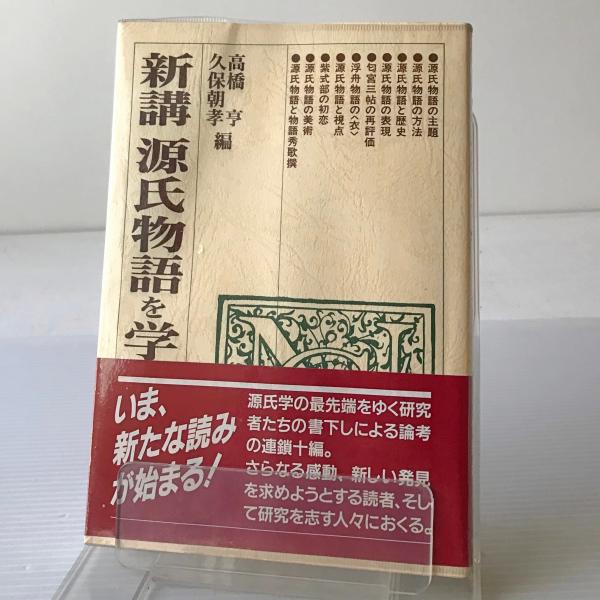 ●源氏物語の主題
●源氏物語の方法
●源氏物語と歴史
●源氏物語の表現
●匂宮三帖の再評価
●浮舟物語の〈衣〉
●源氏物語と視点
●紫式部の初恋
●源氏物語の美術
●源氏物語と物語秀歌撰
高橋 亨
久保朝孝 編
新講 源氏物語を学
いま、
新たな読み
が始まる!
源氏学の最先端をゆく研究
者たちの書下しによる論考
の連鎖十編。
さらなる感動、新しい発見
を求めようとする読者、そし
て研究を志す人々におくる。